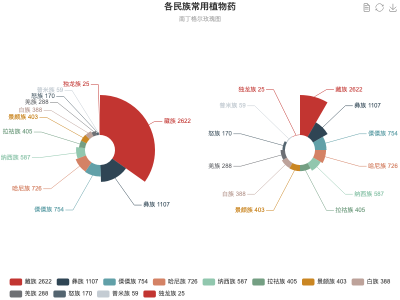 各民族常用植物药
南丁格尔玫瑰图
独龙族 25
普米族 59
怒族 170
羌族 288
白族 388
景颇族 403
拉祜族 405
纳西族 587
哈尼族 726
傣傣族 754
彝族 1107
藏族 2622
独龙族 25
普米族 59
怒族 170
羌族 288
白族 388
景颇族 403
藏族 2622
彝族 1107
傣傣族 754
哈尼族 726
纳西族 587
拉祜族 405
藏族 2622 彝族 1107 傣傣族 754 哈尼族 726 纳西族 587 拉祜族 405 景颇族 403 白族 388
羌族 288 怒族 170 普米族 59 独龙族 25